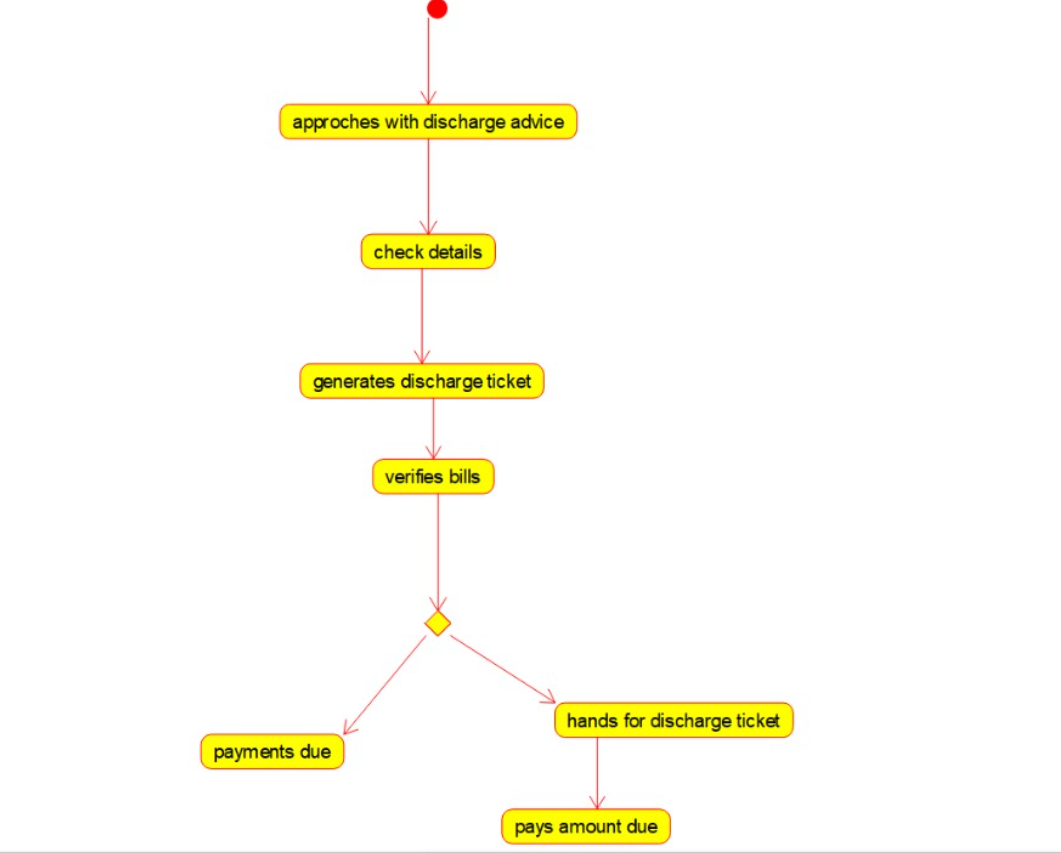 approches with discharge advice
check details
generates discharge ticket
verifies bills
hands for discharge ticket
payments due
pays amount due